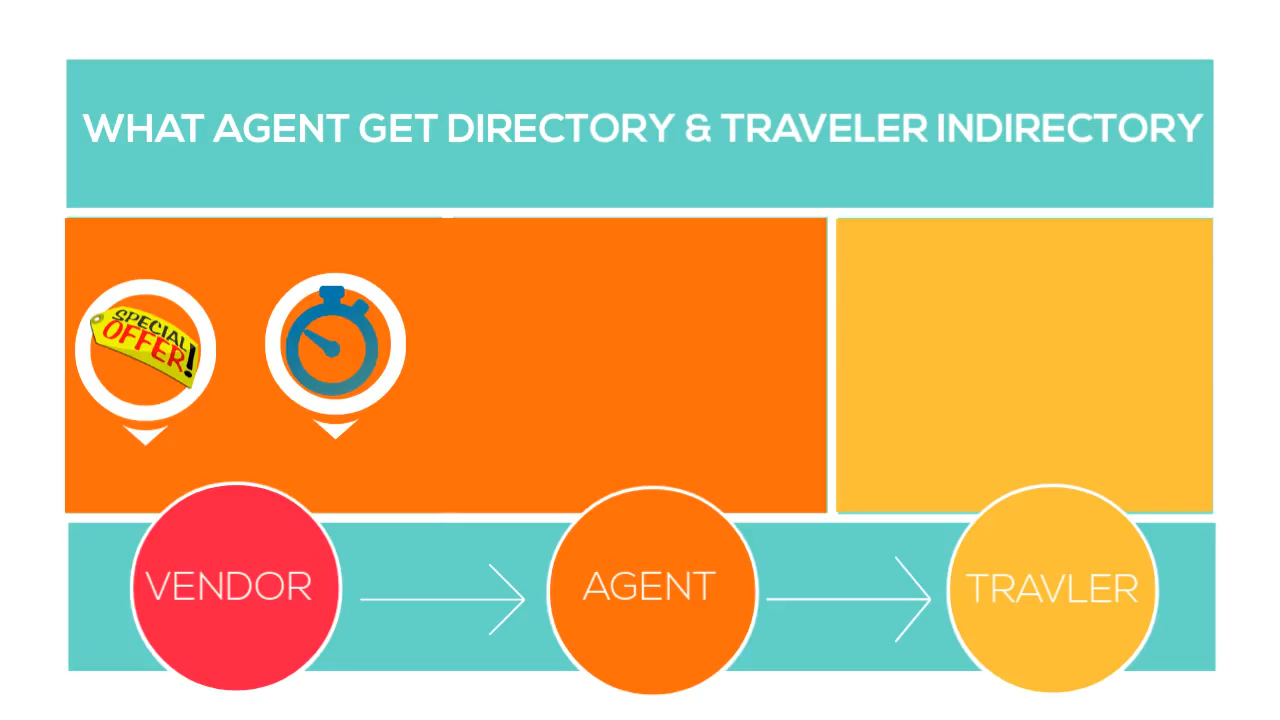 WHAT AGENT GET DIRECTORY & TRAVELER INDIRECTORY
SPECIAL
OFFER!
VENDOR
AGENT
TRAVLER